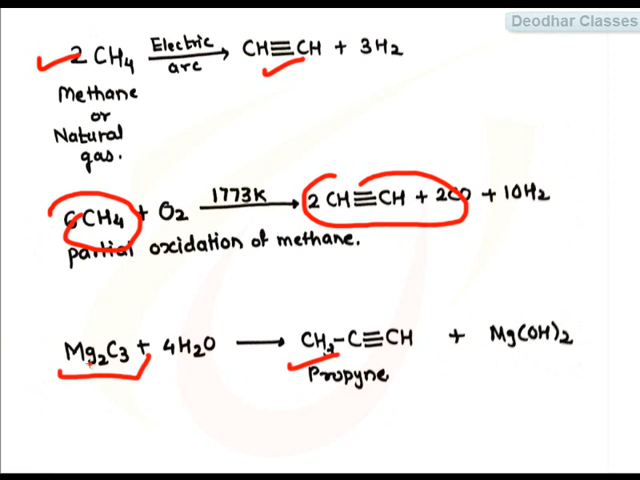 Deodhar Classes
2 CH4 Electric arc → CH≡CH + 3H2
Methane
or
Natural
gas.
6CH4 + O2 1773K → 2 CH≡CH + 2CO + 10H2
partial oxidation of methane.
Mg2C3 + 4H2O → CH3-C≡CH + Mg(OH)2
Propyne